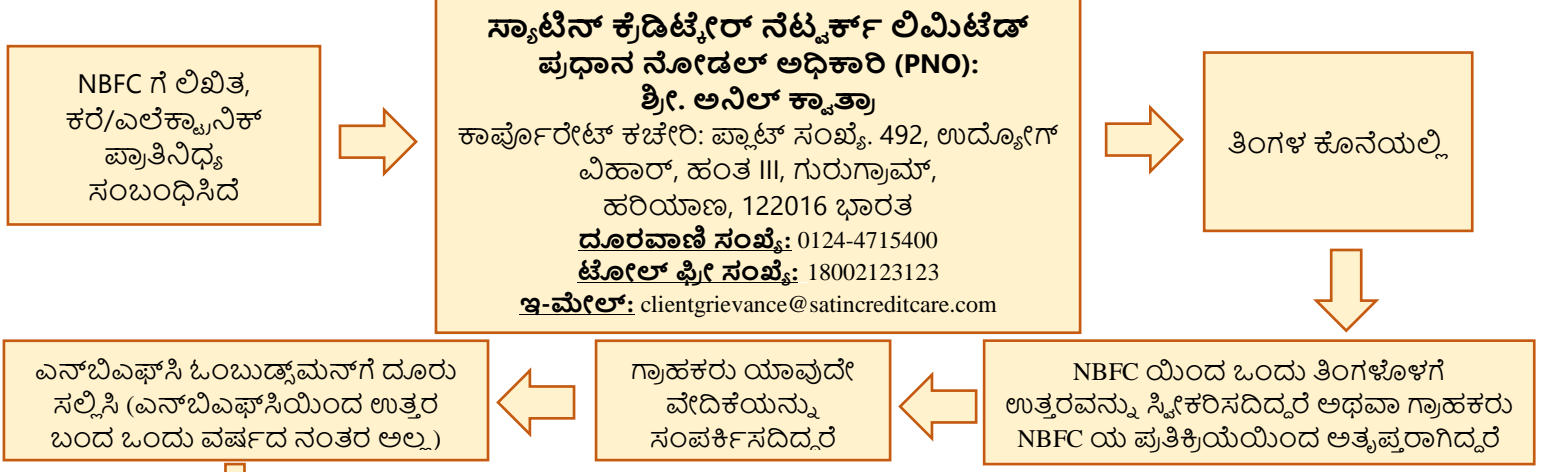 NBFC ಗೆ ಲಿಖಿತ,
ಕರೆ/ಎಲೆಕ್ಟ್ರಾನಿಕ್
ಪ್ರಾತಿನಿಧ್ಯ
ಸಂಬಂಧಿಸಿದೆ
ಸ್ಯಾಟಿನ್ ಕ್ರೆಡಿಟ್ಕೇರ್ ನೆಟ್ವರ್ಕ್ ಲಿಮಿಟೆಡ್
ಪ್ರಧಾನ ನೋಡಲ್ ಅಧಿಕಾರಿ (PNO):
ಶ್ರೀ. ಅನಿಲ್ ಕ್ವಾತ್ರಾ
ಕಾರ್ಪೊರೇಟ್ ಕಚೇರಿ: ಪ್ಲಾಟ್ ಸಂಖ್ಯೆ. 492, ಉದ್ಯೋಗ್
ವಿಹಾರ್, ಹಂತ III, ಗುರುಗ್ರಾಮ್,
ಹರಿಯಾಣ, 122016 ಭಾರತ
ದೂರವಾಣಿ ಸಂಖ್ಯೆ: 0124-4715400
ಟೋಲ್ ಫ್ರೀ ಸಂಖ್ಯೆ: 18002123123
ಇ-ಮೇಲ್: clientgrievance@satincreditcare.com
ತಿಂಗಳ ಕೊನೆಯಲ್ಲಿ
NBFC ಯಿಂದ ಒಂದು ತಿಂಗಳೊಳಗೆ
ಉತ್ತರವನ್ನು ಸ್ವೀಕರಿಸದಿದ್ದರೆ ಅಥವಾ ಗ್ರಾಹಕರು
NBFC ಯ ಪ್ರತಿಕ್ರಿಯೆಯಿಂದ ಅತೃಪ್ತರಾಗಿದ್ದರೆ
ಗ್ರಾಹಕರು ಯಾವುದೇ
ವೇದಿಕೆಯನ್ನು
ಸಂಪರ್ಕಿಸದಿದ್ದರೆ
ಎನ್‌ಬಿಎಫ್‌ಸಿ ಓಂಬುಡ್ಸ್‌ಮನ್‌ಗೆ ದೂರು
ಸಲ್ಲಿಸಿ (ಎನ್‌ಬಿಎಫ್‌ಸಿಯಿಂದ ಉತ್ತರ
ಬಂದ ಒಂದು ವರ್ಷದ ನಂತರ ಅಲ್ಲ)